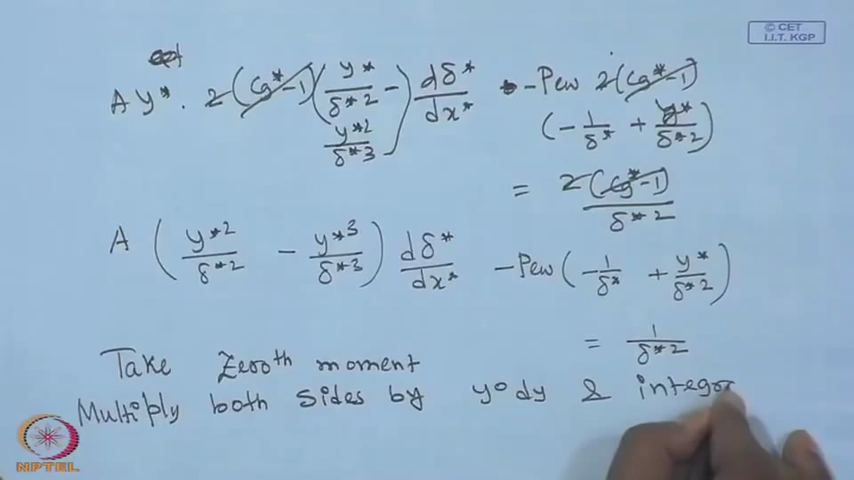 © CET
I.I.T. KGP
A y*. 2(Cg*-1)(y*/δ*2 - y*2/δ*3) dδ*/dx* - Pew 2(Cg*-1)
(-1/δ* + y*/δ*2)
= 2(Cg*-1)/δ*2
A (y*2/δ*2 - y*3/δ*3) dδ*/dx* - Pew (-1/δ* + y*/δ*2)
= 1/δ*2
Take Zeroth moment
Multiply both sides by y⁰dy & integr
NPTEL